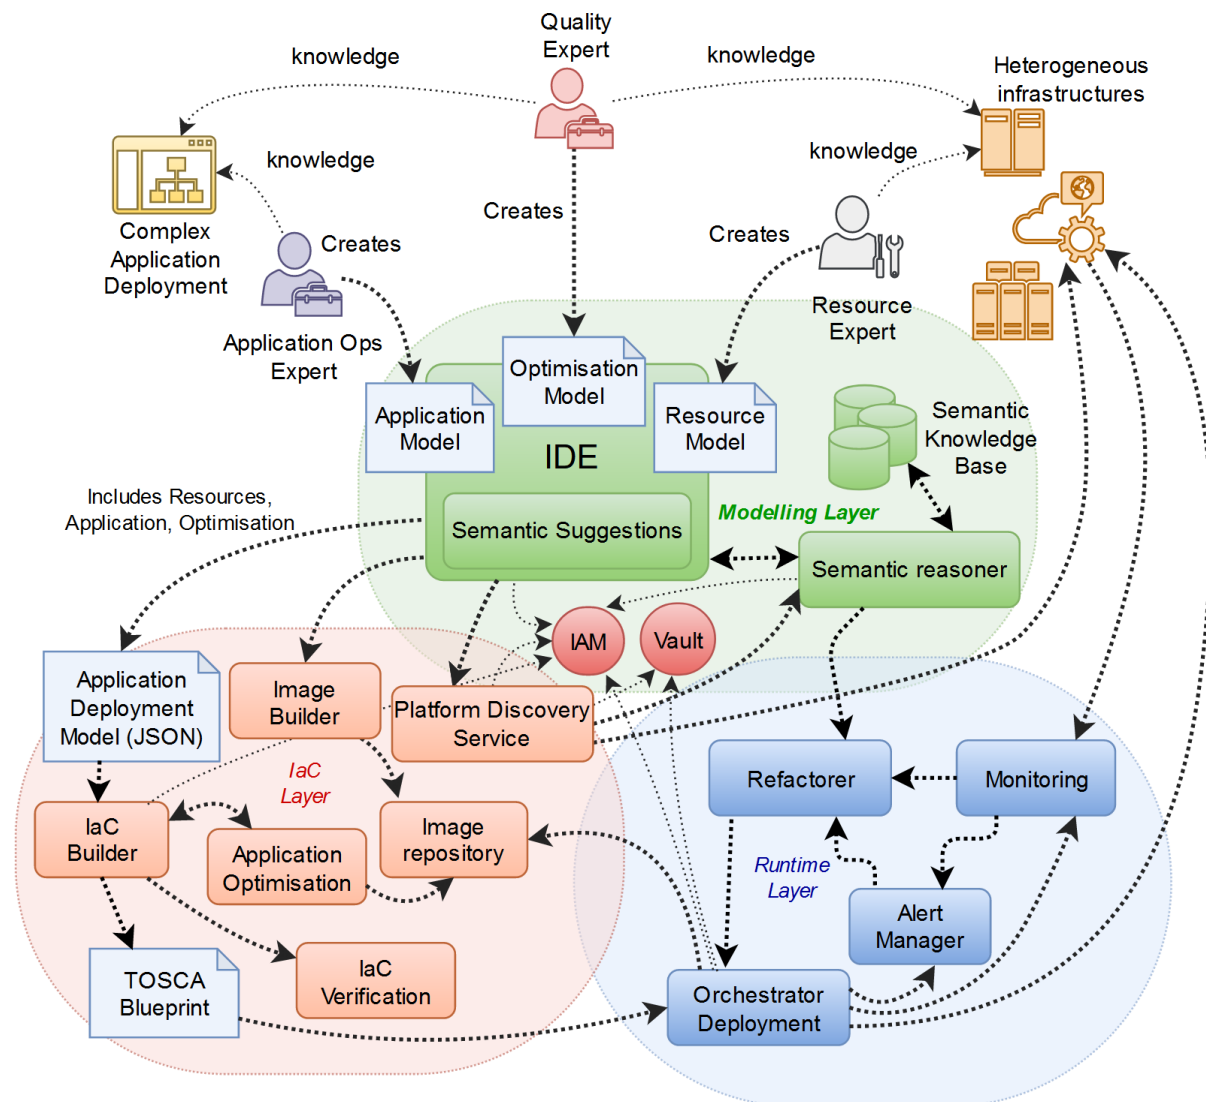 Quality
Expert
knowledge
knowledge
Heterogeneous
infrastructures
knowledge
knowledge
Complex
Application
Deployment
Creates
Creates
Creates
Application Ops
Expert
Resource
Expert
Optimisation
Model
Application
Model
Resource
Model
IDE
Semantic
Knowledge
Base
Includes Resources,
Application, Optimisation
Semantic Suggestions
Modelling Layer
Semantic reasoner
IAM
Vault
Application
Deployment
Model (JSON)
Image
Builder
Platform Discovery
Service
IaC
Layer
Refactorer
Monitoring
IaC
Builder
Application
Optimisation
Image
repository
Runtime
Layer
Alert
Manager
TOSCA
Blueprint
IaC
Verification
Orchestrator
Deployment